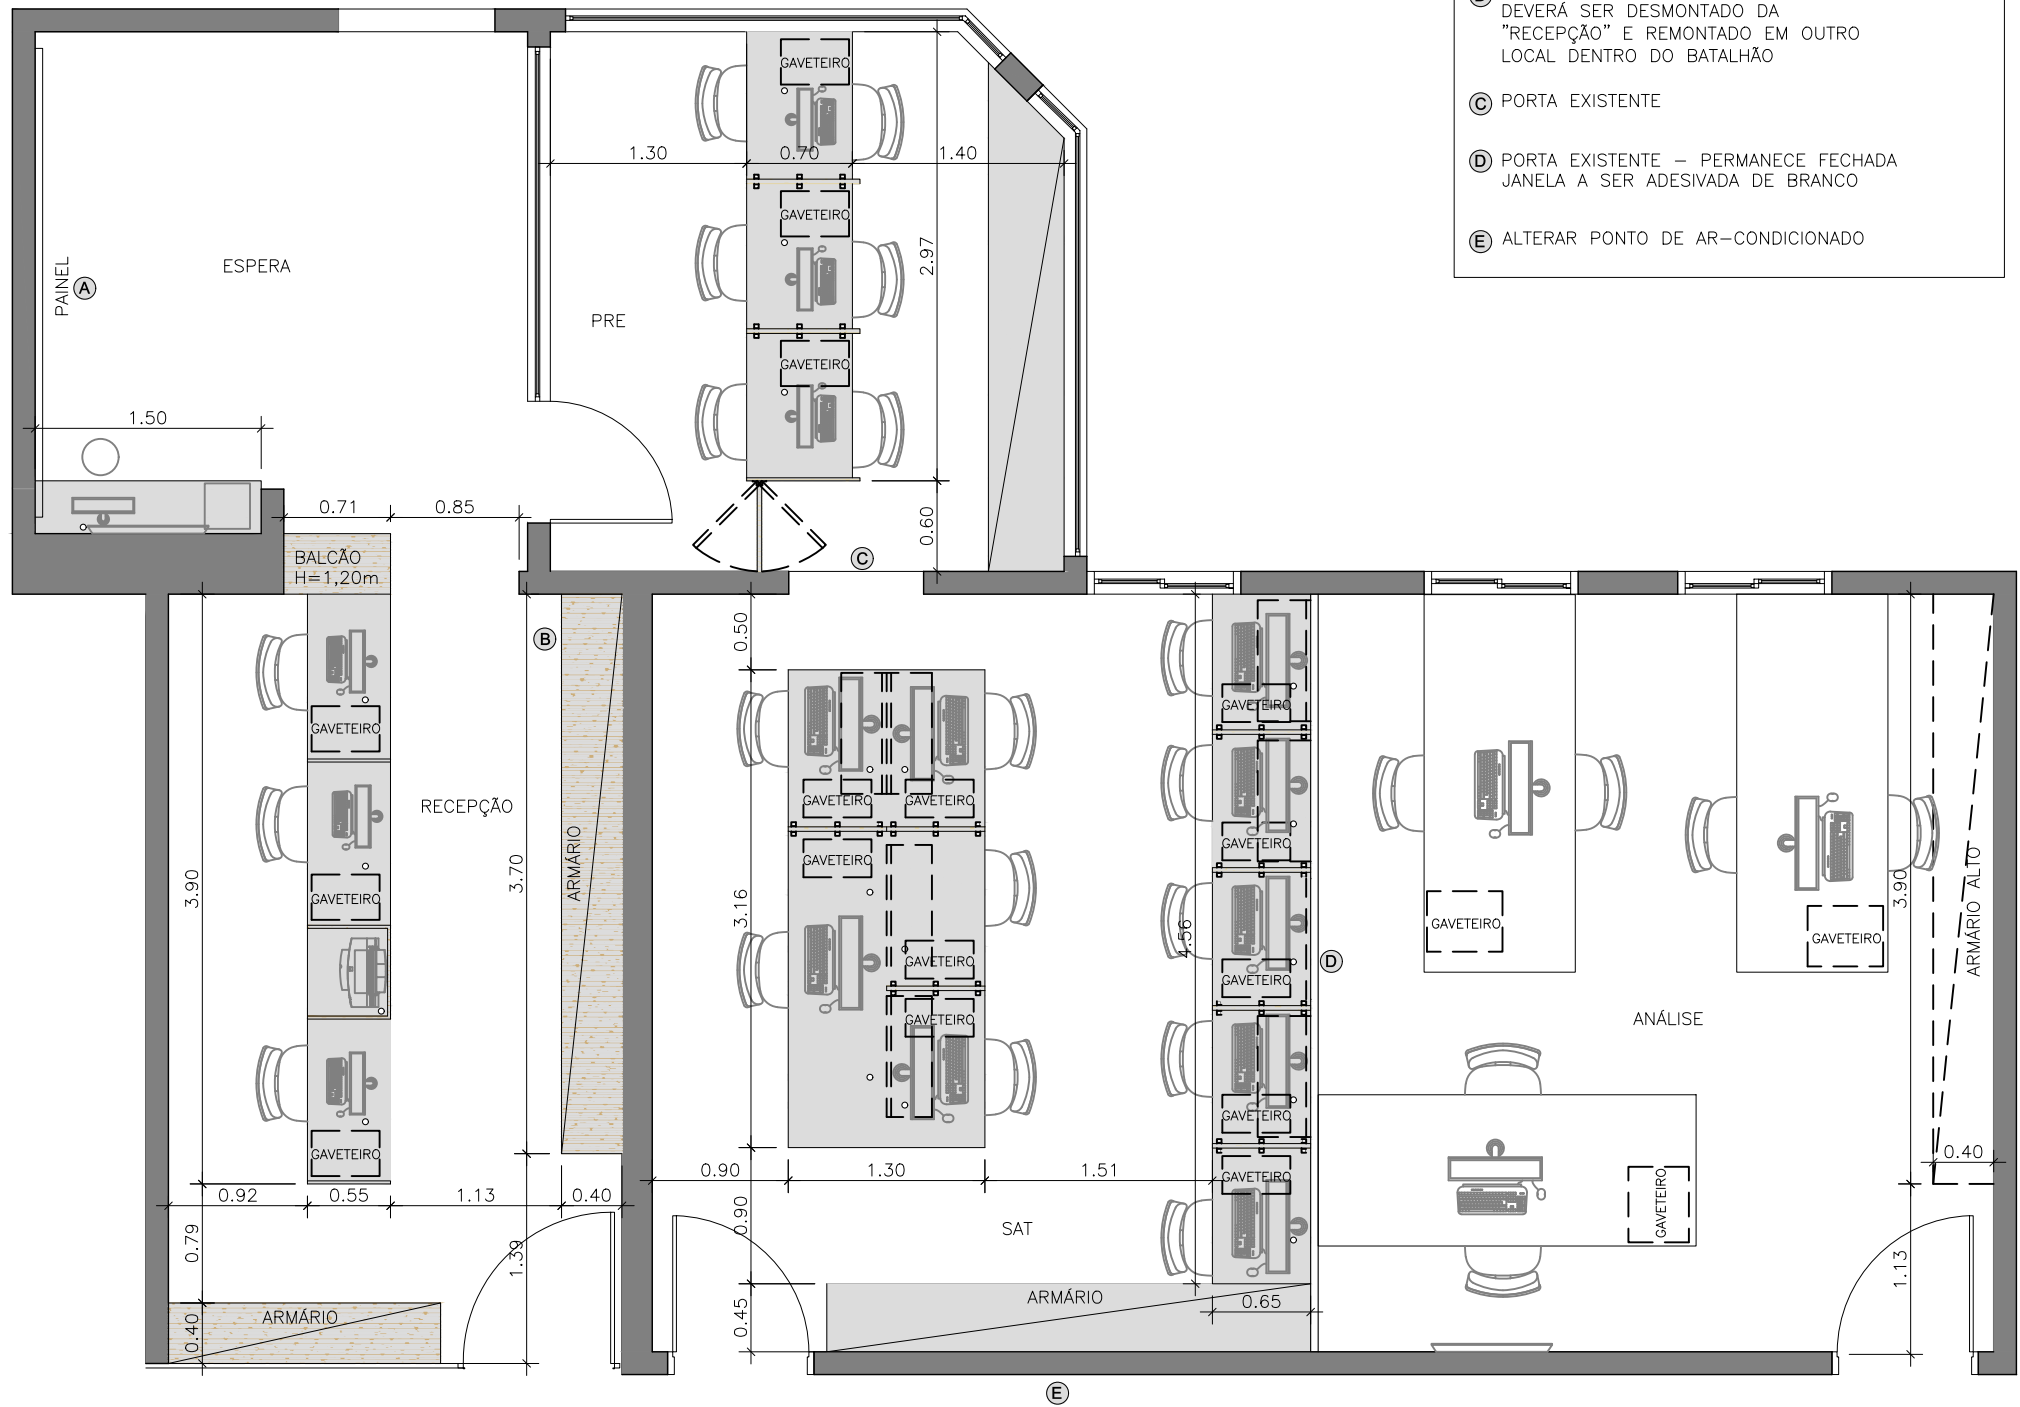 DEVERÁ SER DESMONTADO DA
"RECEPÇÃO" E REMONTADO EM OUTRO
LOCAL DENTRO DO BATALHÃO
C PORTA EXISTENTE
D PORTA EXISTENTE – PERMANECE FECHADA
JANELA A SER ADESIVADA DE BRANCO
E ALTERAR PONTO DE AR–CONDICIONADO
GAVETEIRO
1.30
0.70
1.40
GAVETEIRO
2.97
PAINEL
A
ESPERA
PRE
GAVETEIRO
1.50
0.71
0.85
0.60
BALCÃO
H=1,20m
C
B
0.50
GAVETEIRO
GAVETEIRO
RECEPÇÃO
3.90
3.70
ARMÁRIO
GAVETEIRO
GAVETEIRO
GAVETEIRO
GAVETEIRO
GAVETEIRO
3.16
GAVETEIRO
GAVETEIRO
GAVETEIRO
4.56
GAVETEIRO
D
GAVETEIRO
GAVETEIRO
3.90
ARMÁRIO ALTO
ANÁLISE
GAVETEIRO
GAVETEIRO
GAVETEIRO
GAVETEIRO
0.40
0.92
0.55
1.13
0.40
0.90
1.30
1.51
0.79
1.39
0.90
SAT
1.13
ARMÁRIO
0.40
0.45
ARMÁRIO
0.65
E